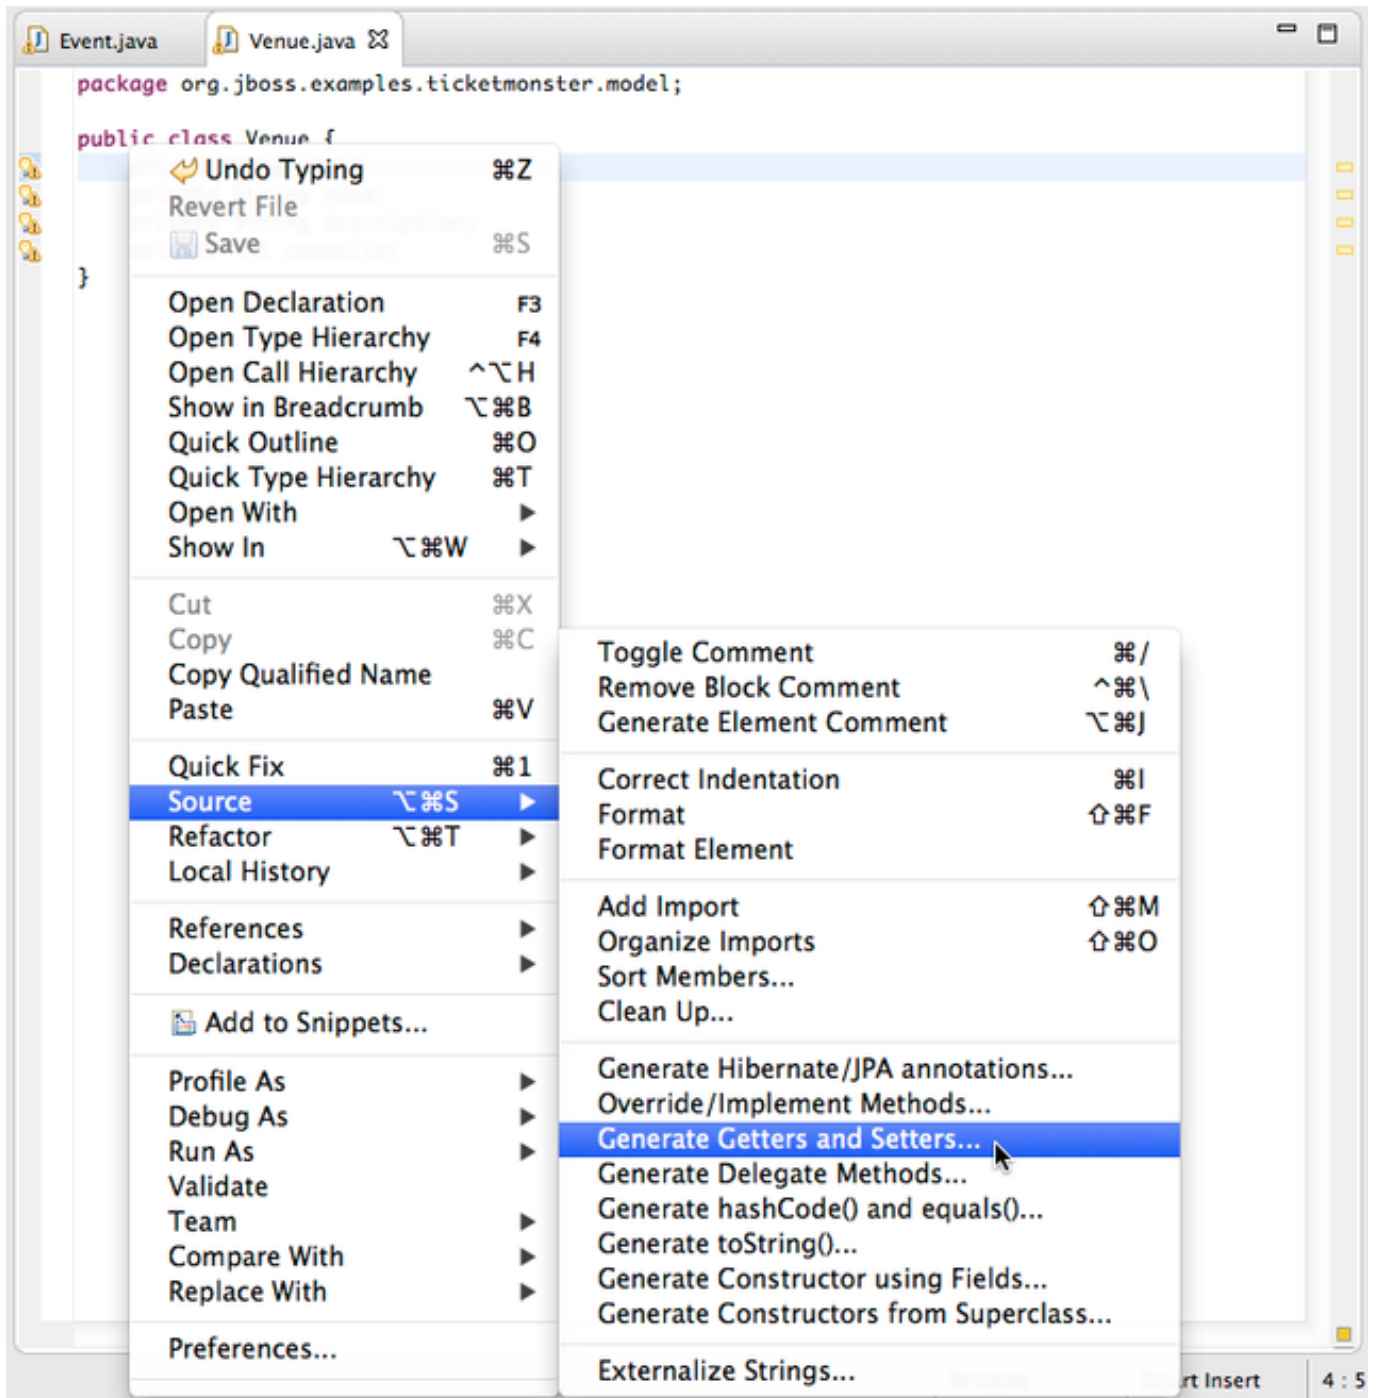 Event.java
Venue.java
package org.jboss.examples.ticketmonster.model;
public class Venue {
}
Undo Typing ⌘Z
Revert File
Save ⌘S
Open Declaration F3
Open Type Hierarchy F4
Open Call Hierarchy ^⌥H
Show in Breadcrumb ⌥⌘B
Quick Outline ⌘O
Quick Type Hierarchy ⌘T
Open With
Show In ⌥⌘W
Cut ⌘X
Copy ⌘C
Copy Qualified Name
Paste ⌘V
Quick Fix ⌘1
Source ⌥⌘S
Refactor ⌥⌘T
Local History
References
Declarations
Add to Snippets...
Profile As
Debug As
Run As
Validate
Team
Compare With
Replace With
Preferences...
Toggle Comment ⌘/
Remove Block Comment ^⌘\
Generate Element Comment ⌥⌘J
Correct Indentation ⌘I
Format ⇧⌘F
Format Element
Add Import ⇧⌘M
Organize Imports ⇧⌘O
Sort Members...
Clean Up...
Generate Hibernate/JPA annotations...
Override/Implement Methods...
Generate Getters and Setters...
Generate Delegate Methods...
Generate hashCode() and equals()...
Generate toString()...
Generate Constructor using Fields...
Generate Constructors from Superclass...
Externalize Strings...
rt Insert
4 : 5